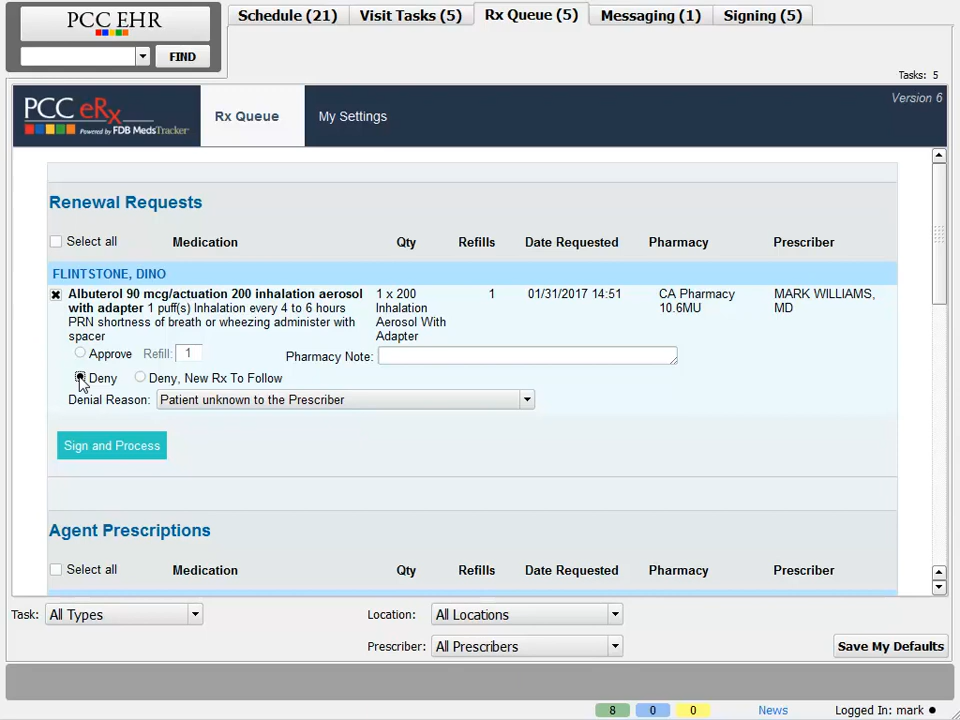 PCC EHR
FIND
Schedule (21)
Visit Tasks (5)
Rx Queue (5)
Messaging (1)
Signing (5)
Tasks: 5
PCC eRx
Powered by FDB MedsTracker
Rx Queue
My Settings
Version 6
Renewal Requests
Select all Medication Qty Refills Date Requested Pharmacy Prescriber
FLINTSTONE, DINO
Albuterol 90 mcg/actuation 200 inhalation aerosol
with adapter 1 puff(s) Inhalation every 4 to 6 hours
PRN shortness of breath or wheezing administer with
spacer
1 x 200
Inhalation
Aerosol With
Adapter
1
01/31/2017 14:51
CA Pharmacy
10.6MU
MARK WILLIAMS,
MD
Approve Refill: 1 Pharmacy Note:
Deny Deny, New Rx To Follow
Denial Reason: Patient unknown to the Prescriber
Sign and Process
Agent Prescriptions
Select all Medication Qty Refills Date Requested Pharmacy Prescriber
Task: All Types Location: All Locations
Prescriber: All Prescribers Save My Defaults
8 0 0 News Logged In: mark